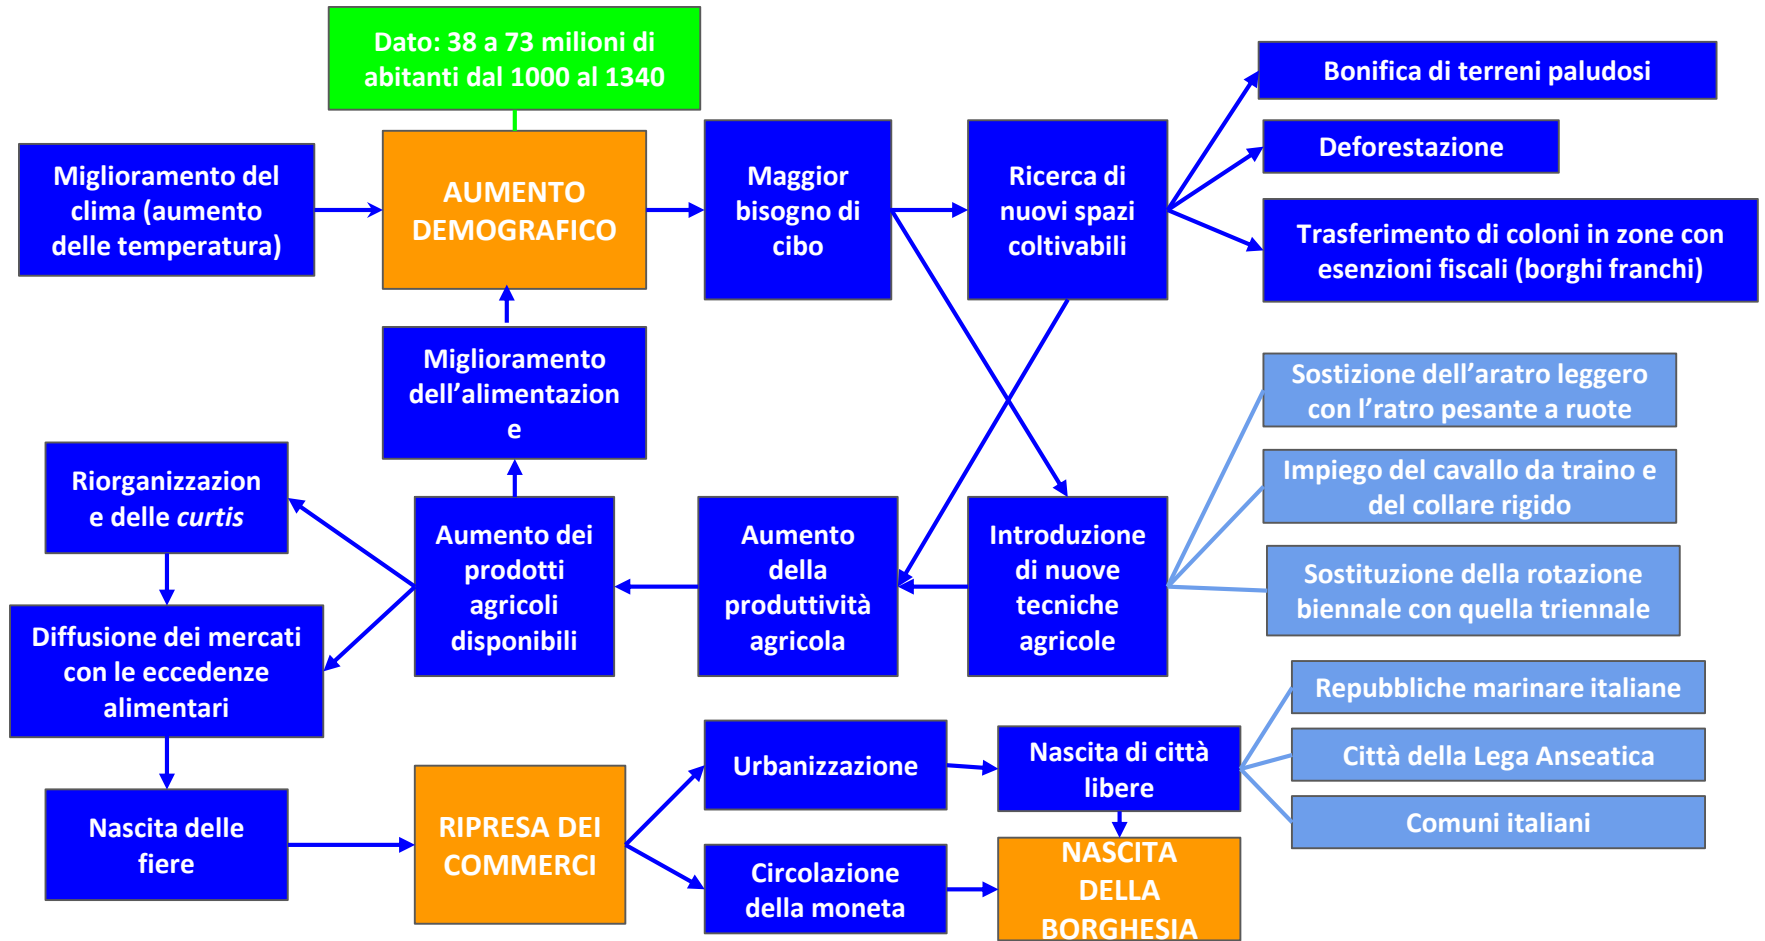 Dato: 38 a 73 milioni di
abitanti dal 1000 al 1340
Miglioramento del
clima (aumento
delle temperatura)
AUMENTO
DEMOGRAFICO
Maggior
bisogno di
cibo
Ricerca di
nuovi spazi
coltivabili
Bonifica di terreni paludosi
Deforestazione
Trasferimento di coloni in zone con
esenzioni fiscali (borghi franchi)
Miglioramento
dell’alimentazion
e
Sostizione dell’aratro leggero
con l’ratro pesante a ruote
Impiego del cavallo da traino e
del collare rigido
Sostituzione della rotazione
biennale con quella triennale
Riorganizzazion
e delle curtis
Aumento dei
prodotti
agricoli
disponibili
Aumento
della
produttività
agricola
Introduzione
di nuove
tecniche
agricole
Diffusione dei mercati
con le eccedenze
alimentari
Nascita delle
fiere
RIPRESA DEI
COMMERCI
Urbanizzazione
Circolazione
della moneta
Nascita di città
libere
NASCITA
DELLA
BORGHESIA
Repubbliche marinare italiane
Città della Lega Anseatica
Comuni italiani